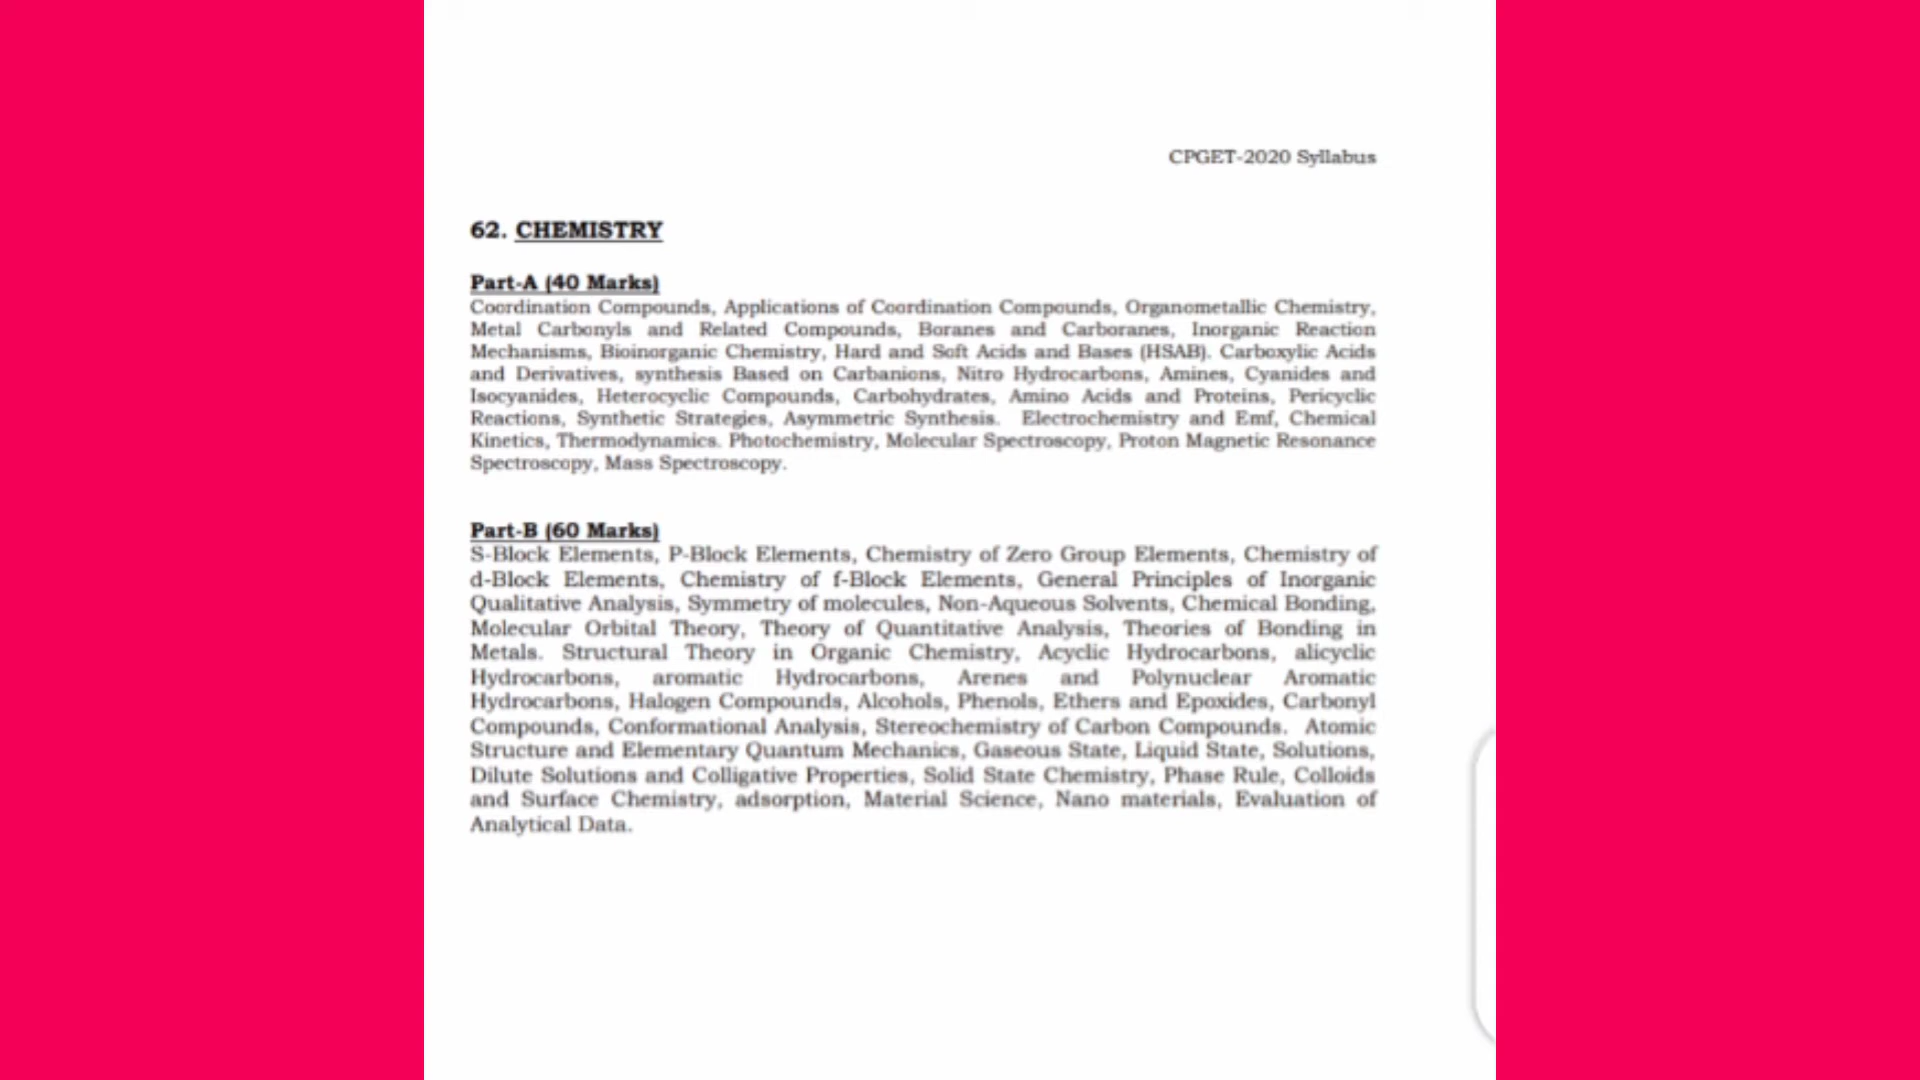 CPGET-2020 Syllabus
62. CHEMISTRY
Part-A (40 Marks)
Coordination Compounds, Applications of Coordination Compounds, Organometallic Chemistry,
Metal Carbonyls and Related Compounds, Boranes and Carboranes, Inorganic Reaction
Mechanisms, Bioinorganic Chemistry, Hard and Soft Acids and Bases (HSAB). Carboxylic Acids
and Derivatives, synthesis Based on Carbanions, Nitro Hydrocarbons, Amines, Cyanides and
Isocyanides, Heterocyclic Compounds, Carbohydrates, Amino Acids and Proteins, Pericyclic
Reactions, Synthetic Strategies, Asymmetric Synthesis. Electrochemistry and Emf, Chemical
Kinetics, Thermodynamics. Photochemistry, Molecular Spectroscopy, Proton Magnetic Resonance
Spectroscopy, Mass Spectroscopy.
Part-B (60 Marks)
S-Block Elements, P-Block Elements, Chemistry of Zero Group Elements, Chemistry of
d-Block Elements, Chemistry of f-Block Elements, General Principles of Inorganic
Qualitative Analysis, Symmetry of molecules, Non-Aqueous Solvents, Chemical Bonding,
Molecular Orbital Theory, Theory of Quantitative Analysis, Theories of Bonding in
Metals. Structural Theory in Organic Chemistry, Acyclic Hydrocarbons, alicyclic
Hydrocarbons, aromatic Hydrocarbons, Arenes and Polynuclear Aromatic
Hydrocarbons, Halogen Compounds, Alcohols, Phenols, Ethers and Epoxides, Carbonyl
Compounds, Conformational Analysis, Stereochemistry of Carbon Compounds. Atomic
Structure and Elementary Quantum Mechanics, Gaseous State, Liquid State, Solutions,
Dilute Solutions and Colligative Properties, Solid State Chemistry, Phase Rule, Colloids
and Surface Chemistry, adsorption, Material Science, Nano materials, Evaluation of
Analytical Data.